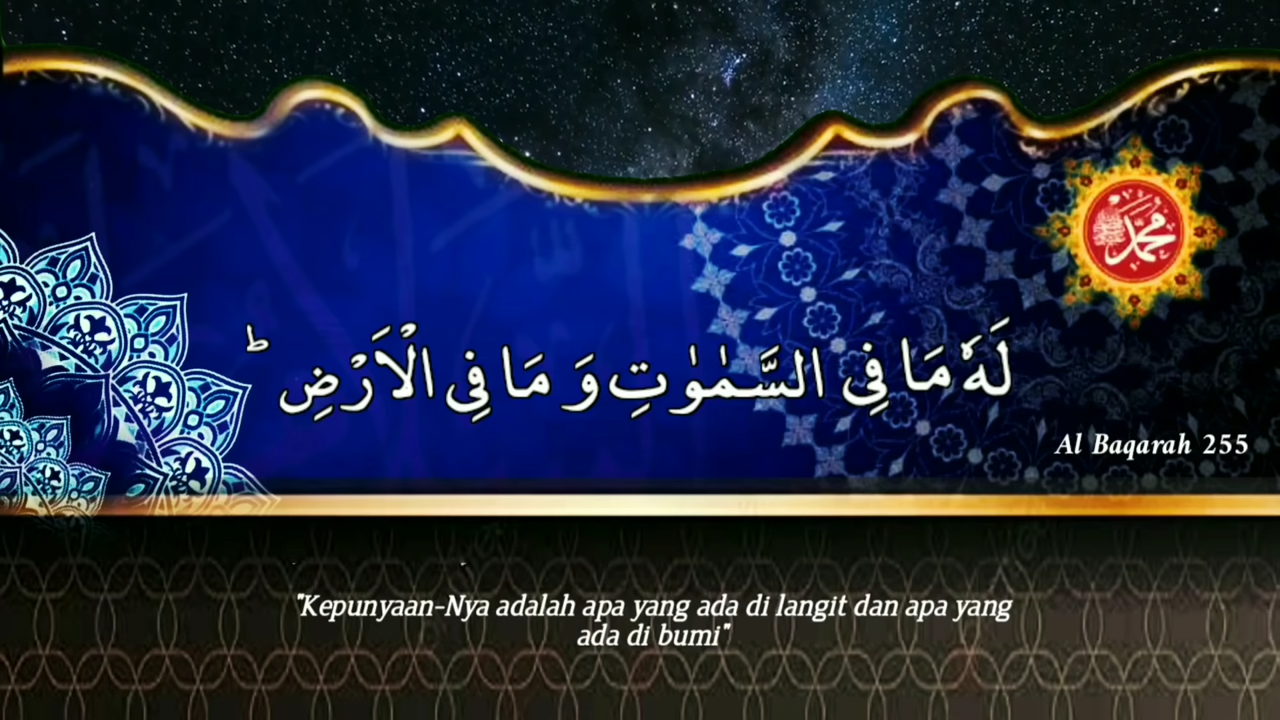 محمد
لَهٗ مَا فِى السَّمٰوٰتِ وَ مَا فِى الْاَرْضِ ؕ
Al Baqarah 255
"Kepunyaan-Nya adalah apa yang ada di langit dan apa yang
ada di bumi"